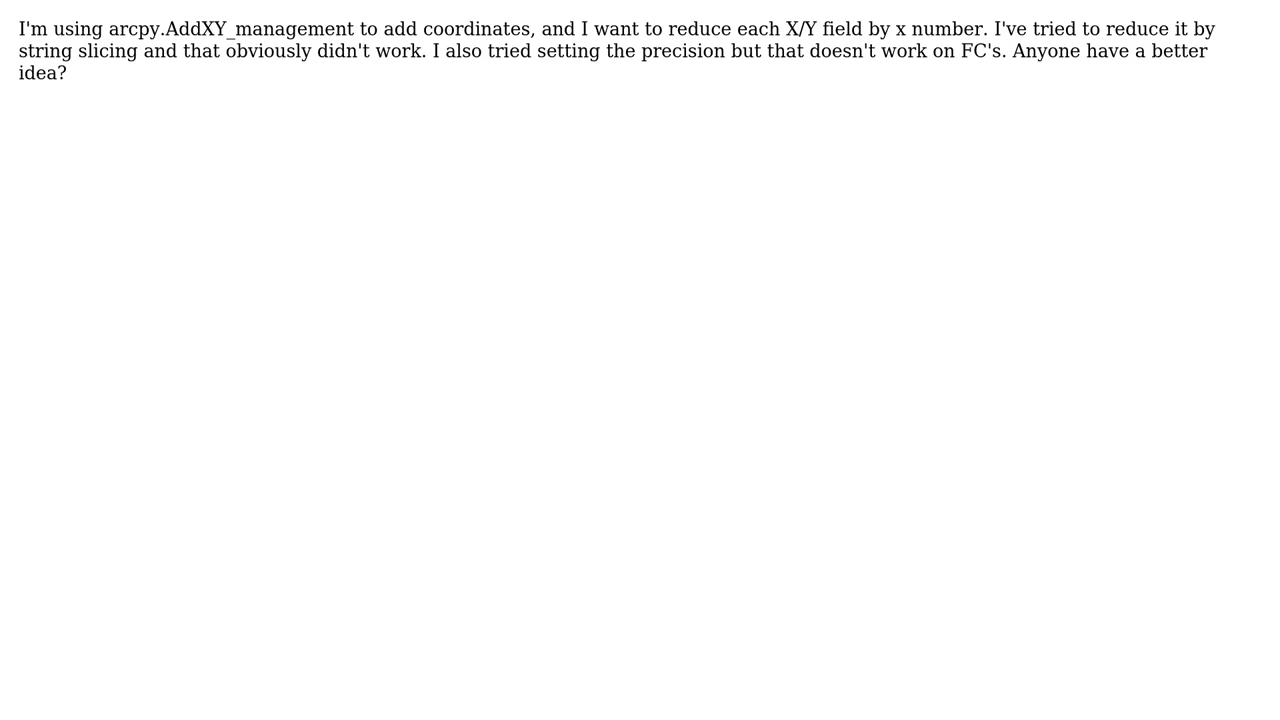 I'm using arcpy.AddXY_management to add coordinates, and I want to reduce each X/Y field by x number. I've tried to reduce it by
string slicing and that obviously didn't work. I also tried setting the precision but that doesn't work on FC's. Anyone have a better
idea?